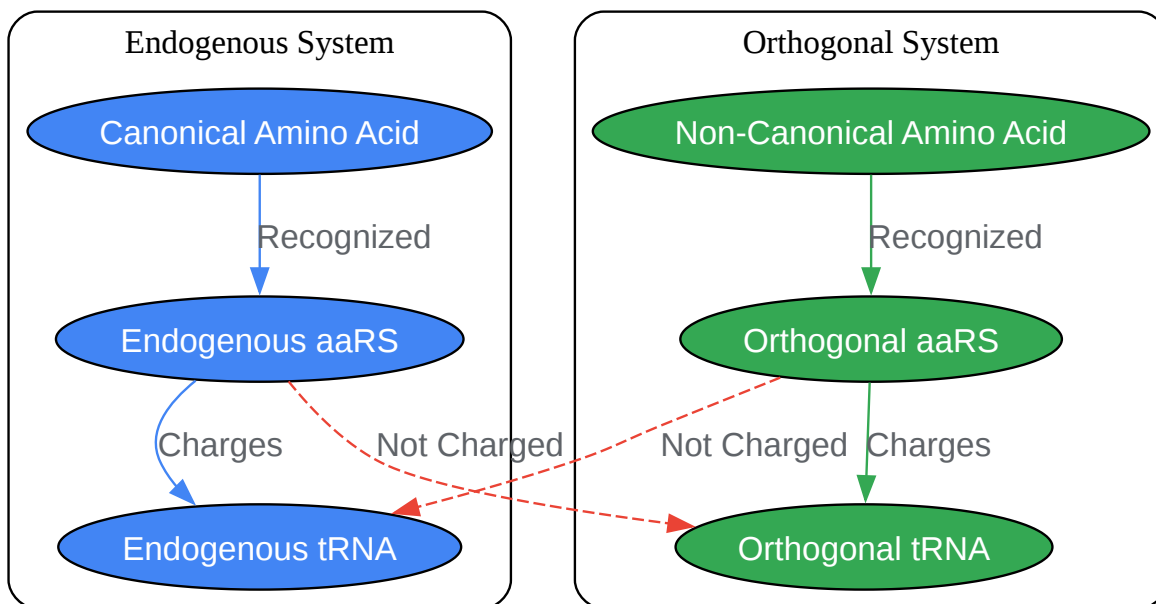 Endogenous System
Orthogonal System
Canonical Amino Acid
Non-Canonical Amino Acid
Recognized
Recognized
Endogenous aaRS
Orthogonal aaRS
Charges
Not Charged
Not Charged
Charges
Endogenous tRNA
Orthogonal tRNA